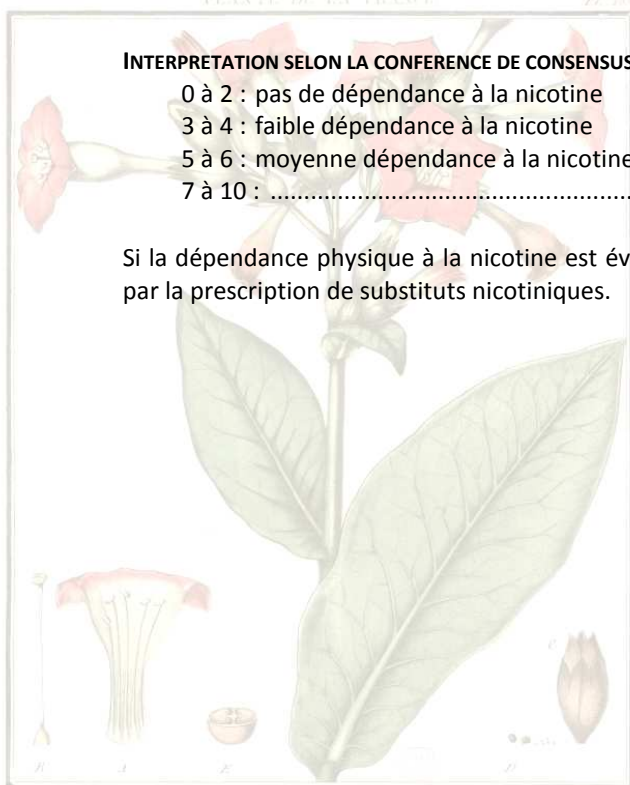 INTERPRETATION SELON LA CONFERENCE DE CONSENSUS
0 à 2 : pas de dépendance à la nicotine
3 à 4 : faible dépendance à la nicotine
5 à 6 : moyenne dépendance à la nicotine
7 à 10 : ......................................................
Si la dépendance physique à la nicotine est
par la prescription de substituts nicotiniques.